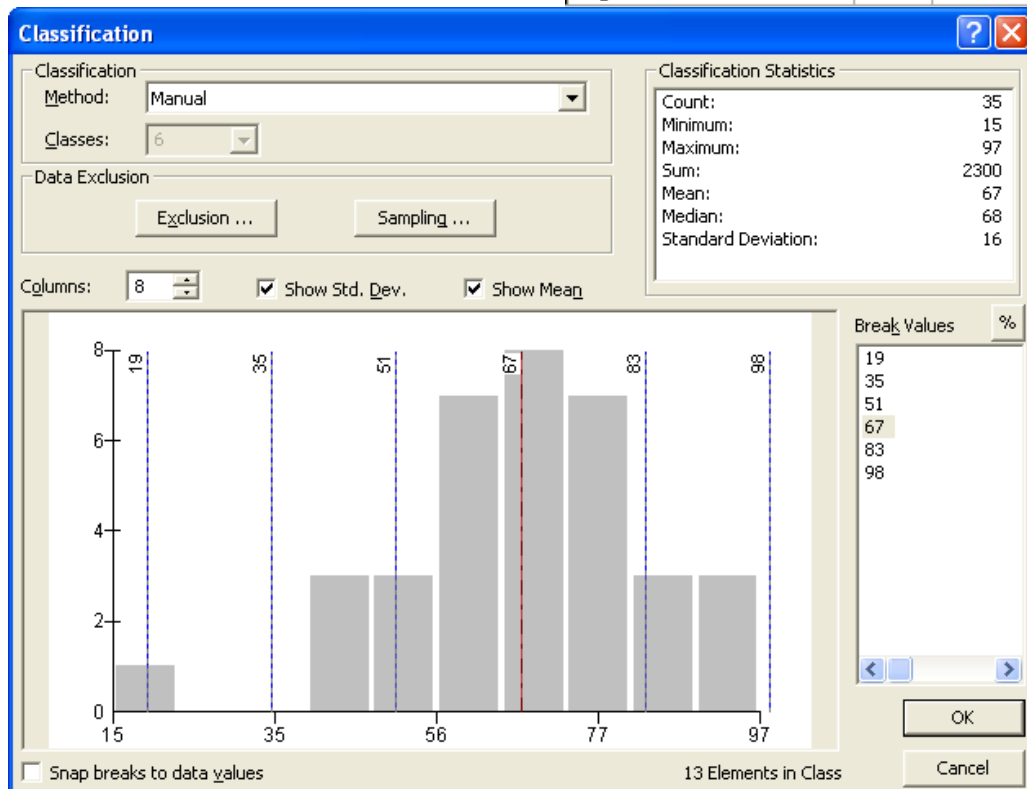 Classification
Classification
Method: Manual
Classes: 6
Data Exclusion
Exclusion ... Sampling ...
Classification Statistics
Count: 35
Minimum: 15
Maximum: 97
Sum: 2300
Mean: 67
Median: 68
Standard Deviation: 16
Columns: 8 Show Std. Dev. Show Mean
Break Values %
19
35
51
67
83
98
8
6
4
2
0
19 35 51 67 83 98
15 35 56 77 97
Snap breaks to data values 13 Elements in Class
OK
Cancel